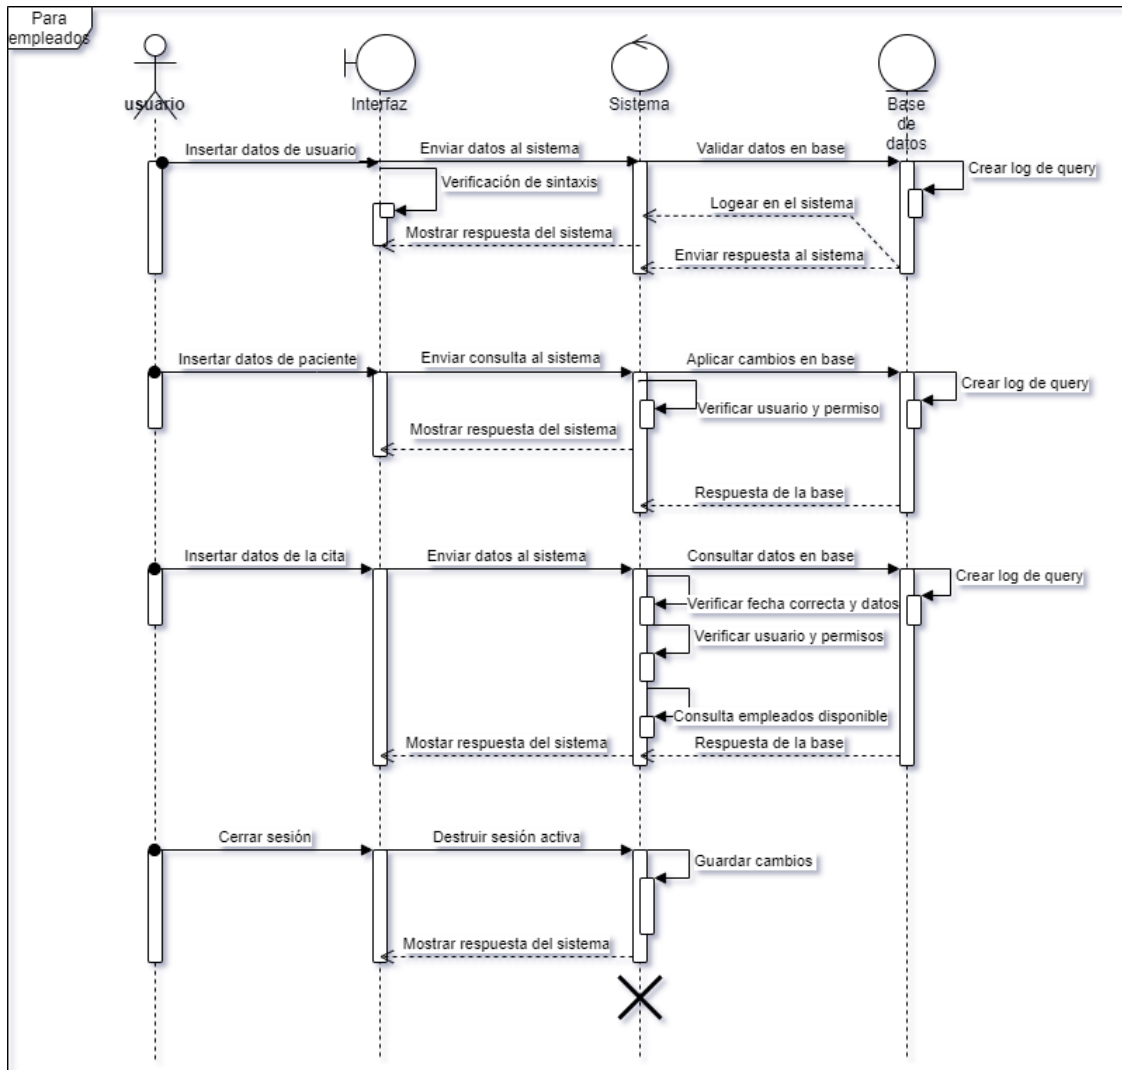 Para
empleados
usuario
Interfaz
Sistema
Base
de
datos
Insertar datos de usuario
Enviar datos al sistema
Validar datos en base
Crear log de query
Verificación de sintaxis
Logear en el sistema
Mostrar respuesta del sistema
Enviar respuesta al sistema
Insertar datos de paciente
Enviar consulta al sistema
Aplicar cambios en base
Crear log de query
Verificar usuario y permiso
Mostrar respuesta del sistema
Respuesta de la base
Insertar datos de la cita
Enviar datos al sistema
Consultar datos en base
Crear log de query
Verificar fecha correcta y datos
Verificar usuario y permisos
Consulta empleados disponible
Mostar respuesta del sistema
Respuesta de la base
Cerrar sesión
Destruir sesión activa
Guardar cambios
Mostrar respuesta del sistema